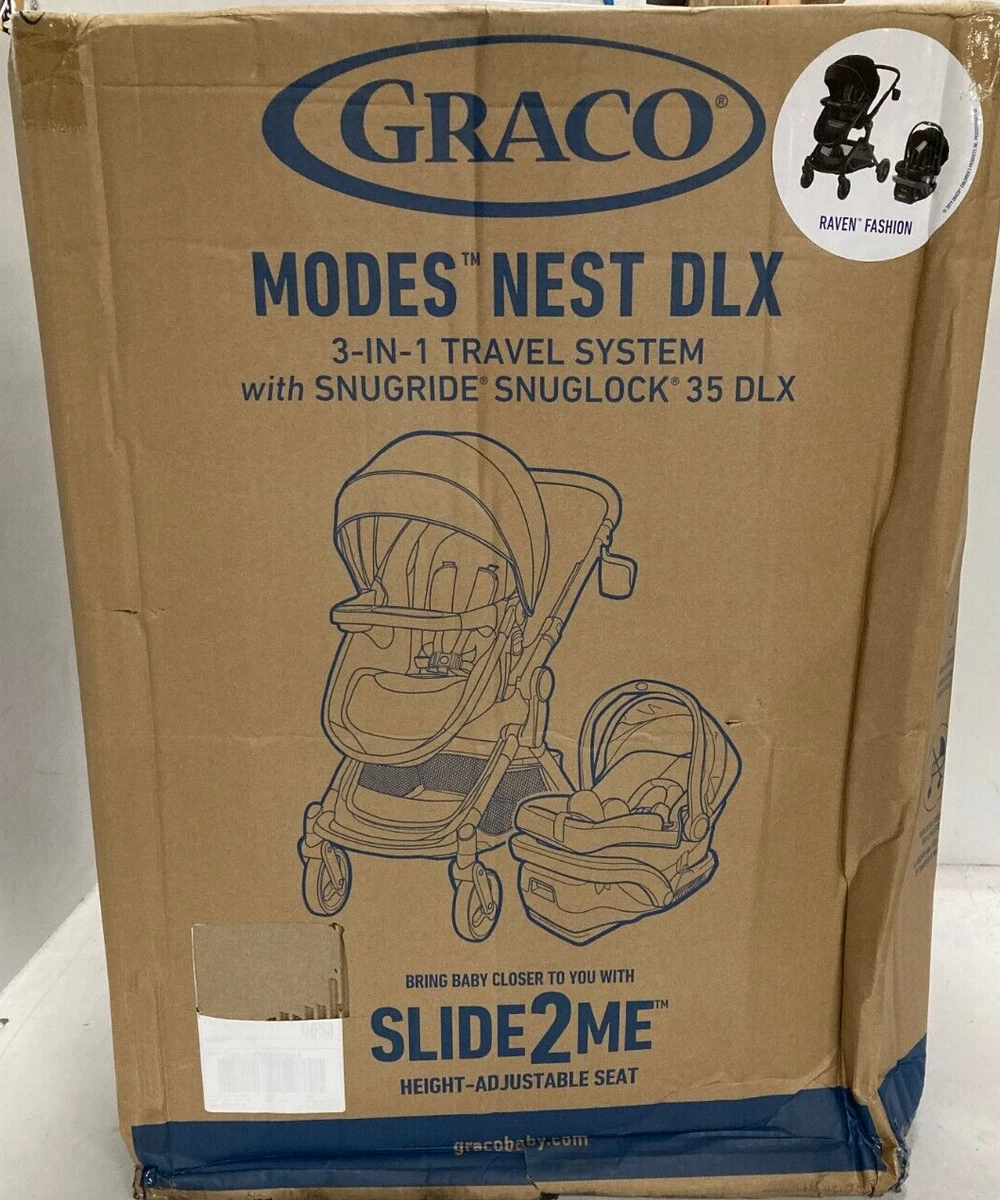 GRACO®
RAVEN™ FASHION
MODES™ NEST DLX
3-IN-1 TRAVEL SYSTEM
with SNUGRIDE® SNUGLOCK® 35 DLX
BRING BABY CLOSER TO YOU WITH
SLIDE2ME™
HEIGHT-ADJUSTABLE SEAT
gracobaby.com